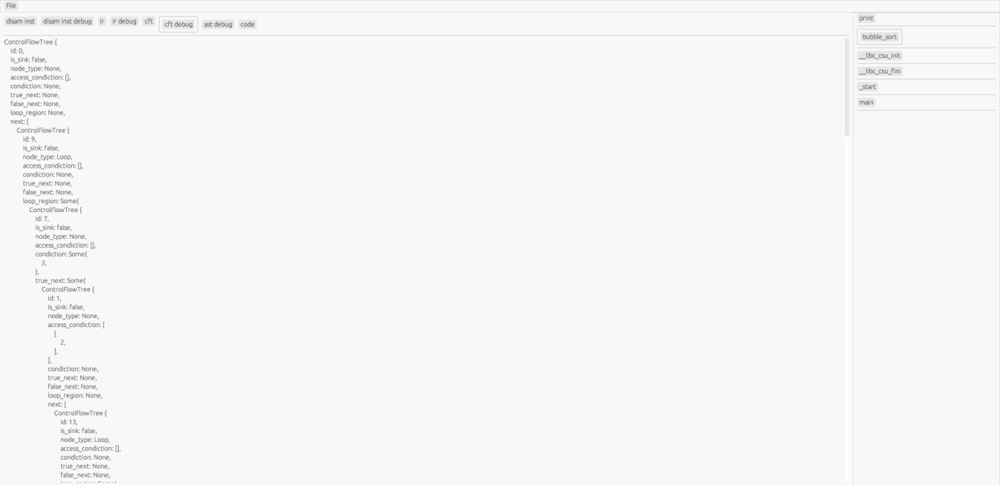 File
disam inst disam inst debug ir ir debug cft cft debug ast debug code
ControlFlowTree {
id: 0,
is_sink: false,
node_type: None,
access_condition: [],
condiction: None,
true_next: None,
false_next: None,
loop_region: None,
next: [
ControlFlowTree {
id: 9,
is_sink: false,
node_type: Loop,
access_condiction: [],
condiction: None,
true_next: None,
false_next: None,
loop_region: Some(
ControlFlowTree {
id: 7,
is_sink: false,
node_type: None,
access_condiction: [],
condiction: Some(
2,
),
true_next: Some(
ControlFlowTree {
id: 1,
is_sink: false,
node_type: None,
access_condiction: [
[
2,
],
],
condiction: None,
true_next: None,
false_next: None,
loop_region: None,
next: [
ControlFlowTree {
id: 13,
is_sink: false,
node_type: Loop,
access_condiction: [],
condiction: None,
true_next: None,
false_next: None,
loop_region: Some(
print
bubble_sort
__libc_csu_init
__libc_csu_fini
_start
main